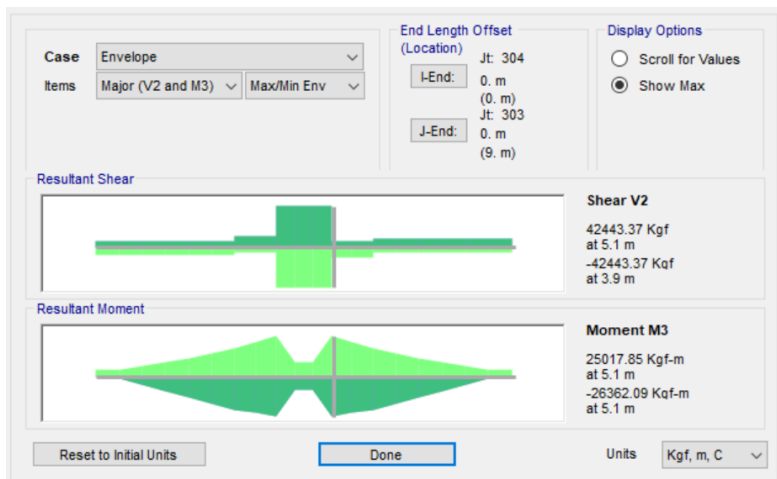 Case
Envelope
Items
Major (V2 and M3)
Max/Min Env
End Length Offset
(Location)
Jt: 304
I-End:
0. m
(0. m)
Jt: 303
J-End:
0. m
(9. m)
Display Options
Scroll for Values
Show Max
Resultant Shear
Shear V2
42443.37 Kgf
at 5.1 m
-42443.37 Kgf
at 3.9 m
Resultant Moment
Moment M3
25017.85 Kgf-m
at 5.1 m
-26362.09 Kgf-m
at 5.1 m
Reset to Initial Units
Done
Units
Kgf, m, C